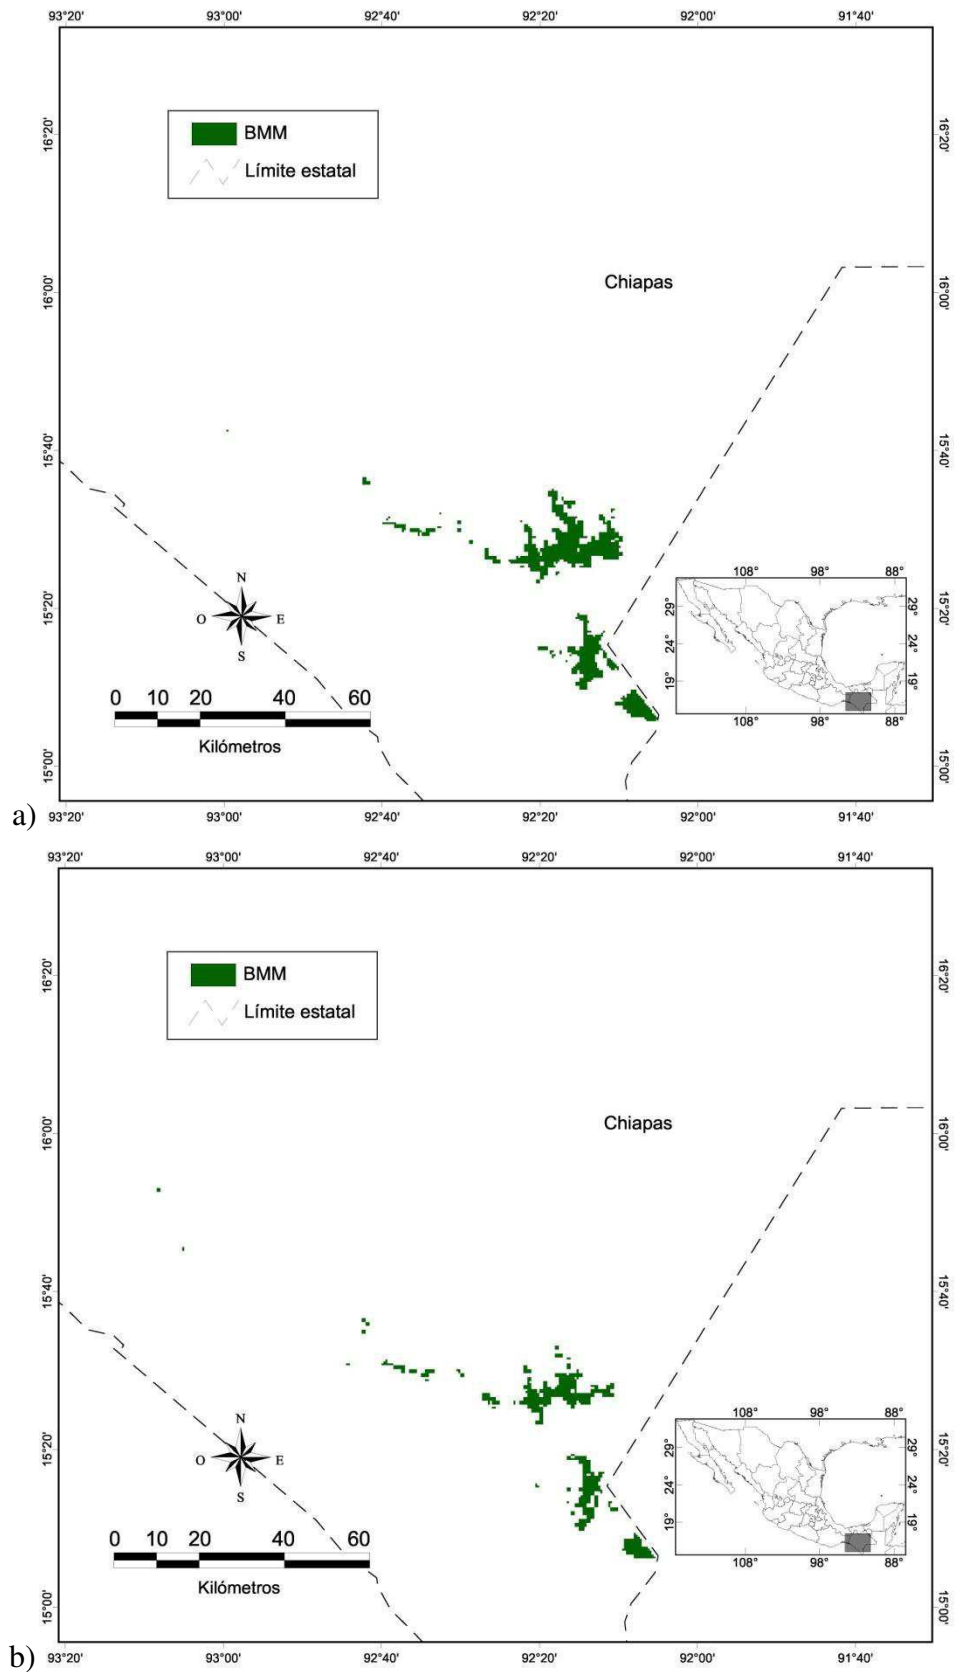 93°20' 93°00' 92°40' 92°20' 92°00' 91°40'
16°20' 16°20'
BMM
Límite estatal
Chiapas
16°00' 16°00'
15°40' 15°40'
108° 98° 88°
29° 29°
24° 24°
19° 19°
108° 98° 88°
15°20' 15°20'
N
O E
S
0 10 20 40 60
Kilómetros
15°00' 15°00'
a)
93°20' 93°00' 92°40' 92°20' 92°00' 91°40'
93°20' 93°00' 92°40' 92°20' 92°00' 91°40'
16°20' 16°20'
BMM
Límite estatal
Chiapas
16°00' 16°00'
15°40' 15°40'
108° 98° 88°
29° 29°
24° 24°
19° 19°
108° 98° 88°
15°20' 15°20'
N
O E
S
0 10 20 40 60
Kilómetros
15°00' 15°00'
b)
93°20' 93°00' 92°40' 92°20' 92°00' 91°40'